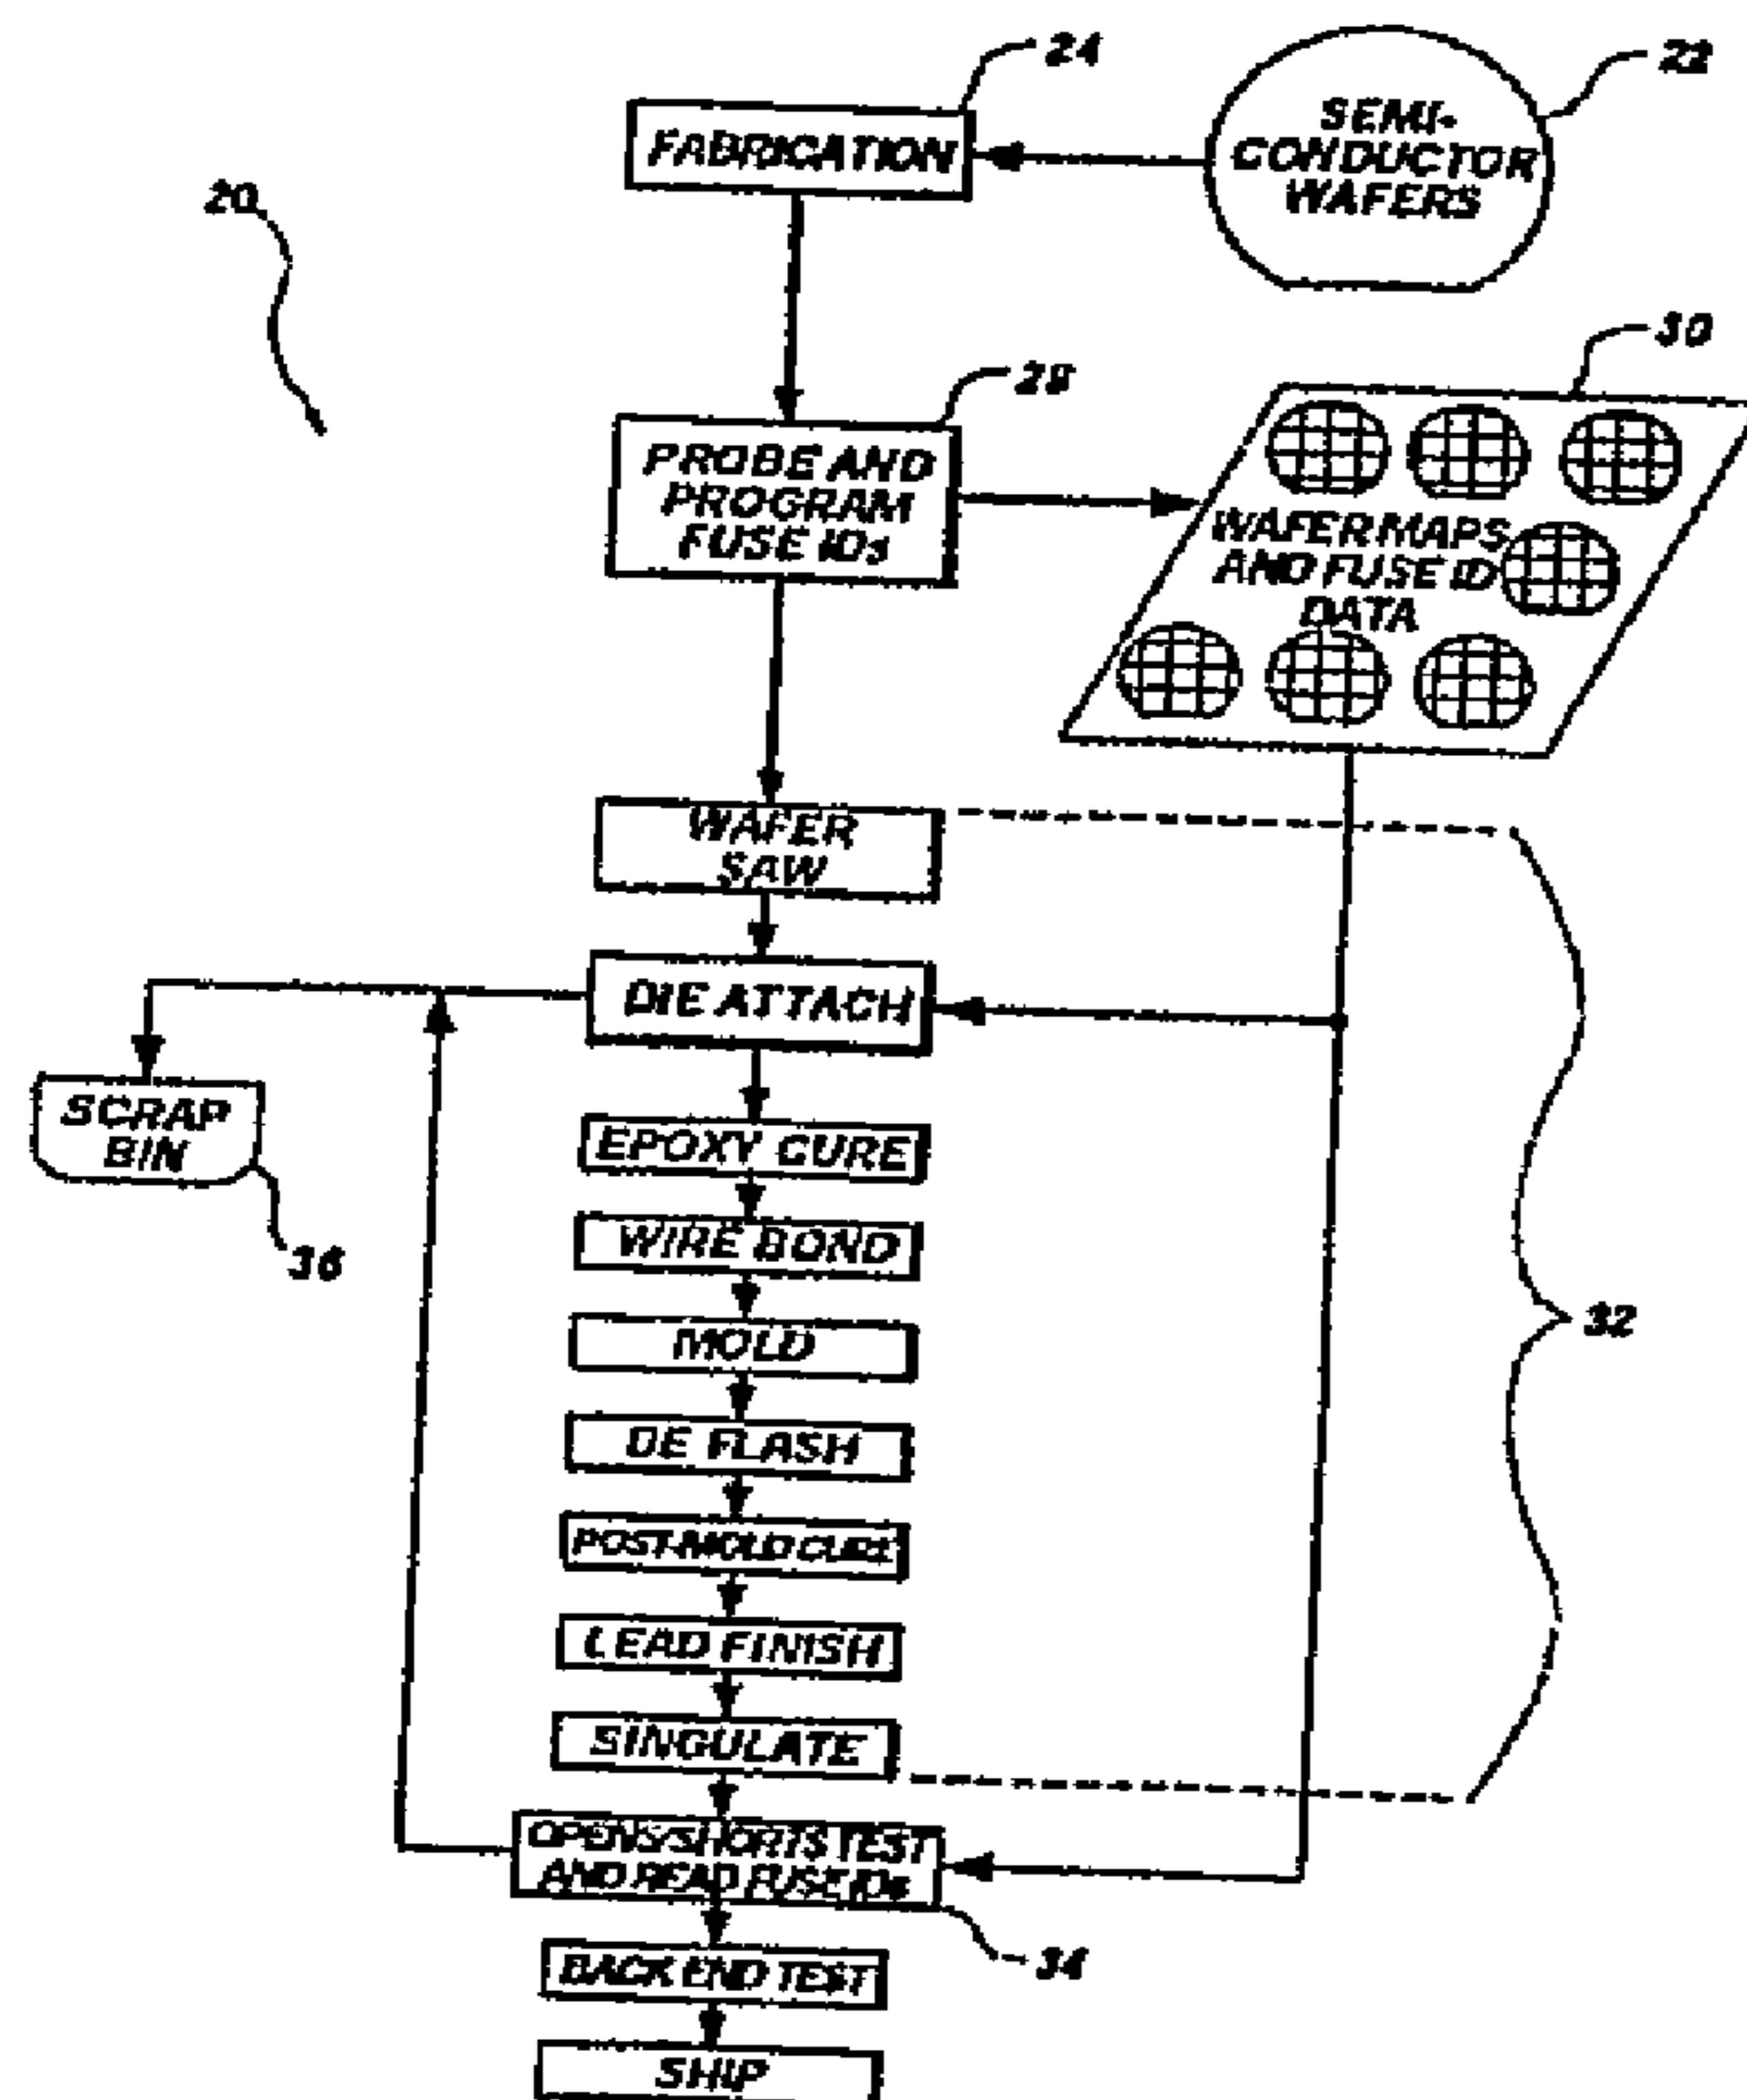 24
22
FABRICATION
SEMI-
CONDUCTOR
WAFERS
20
30
28
PROBE AND
PROGRAM
FUSE IDs
WAFER MAPS
AND FUSE ID
DATA
WAFER
SAW
DIE ATTACH
SCRAP
BIN
36
EPOXY CURE
WIRE BOND
32
MOLD
DE FLASH
POST-MOLD CURE
LEAD FINISH
SINGULATE
OPENS/SHORTS TEST
AND READ FUSE IDs
34
BACK END TEST
SHIP